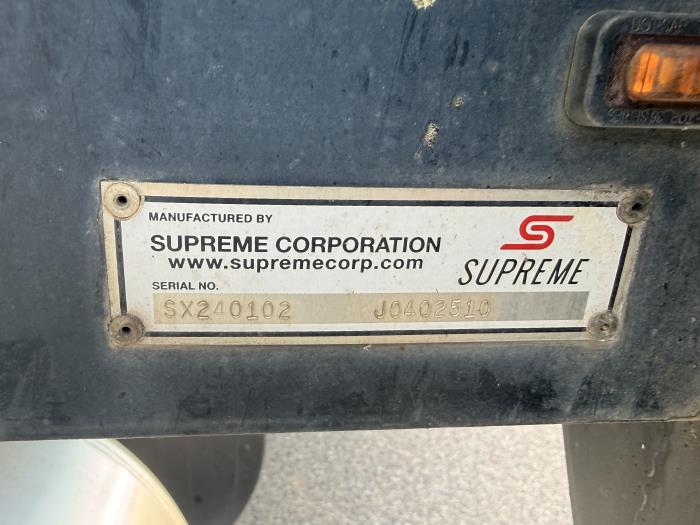 MANUFACTURED BY
SUPREME CORPORATION
www.supremecorp.com
SUPREME
SERIAL NO.
SX240102 J0402510